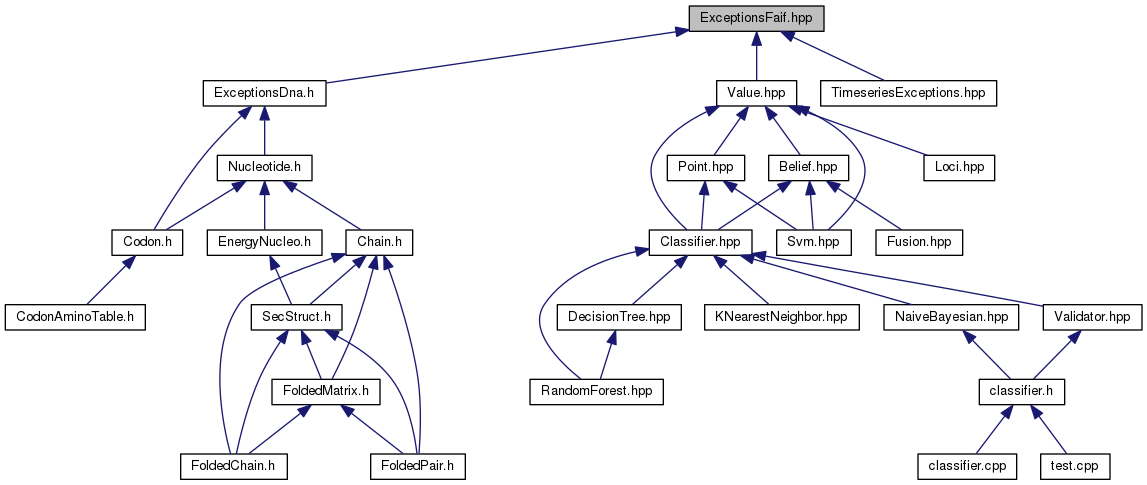 ExceptionsFaif.hpp
ExceptionsDna.h
Value.hpp
TimeseriesExceptions.hpp
Nucleotide.h
Point.hpp
Belief.hpp
Loci.hpp
Codon.h
EnergyNucleo.h
Chain.h
Classifier.hpp
Svm.hpp
Fusion.hpp
CodonAminoTable.h
SecStruct.h
DecisionTree.hpp
KNearestNeighbor.hpp
NaiveBayesian.hpp
Validator.hpp
FoldedMatrix.h
RandomForest.hpp
classifier.h
FoldedChain.h
FoldedPair.h
classifier.cpp
test.cpp